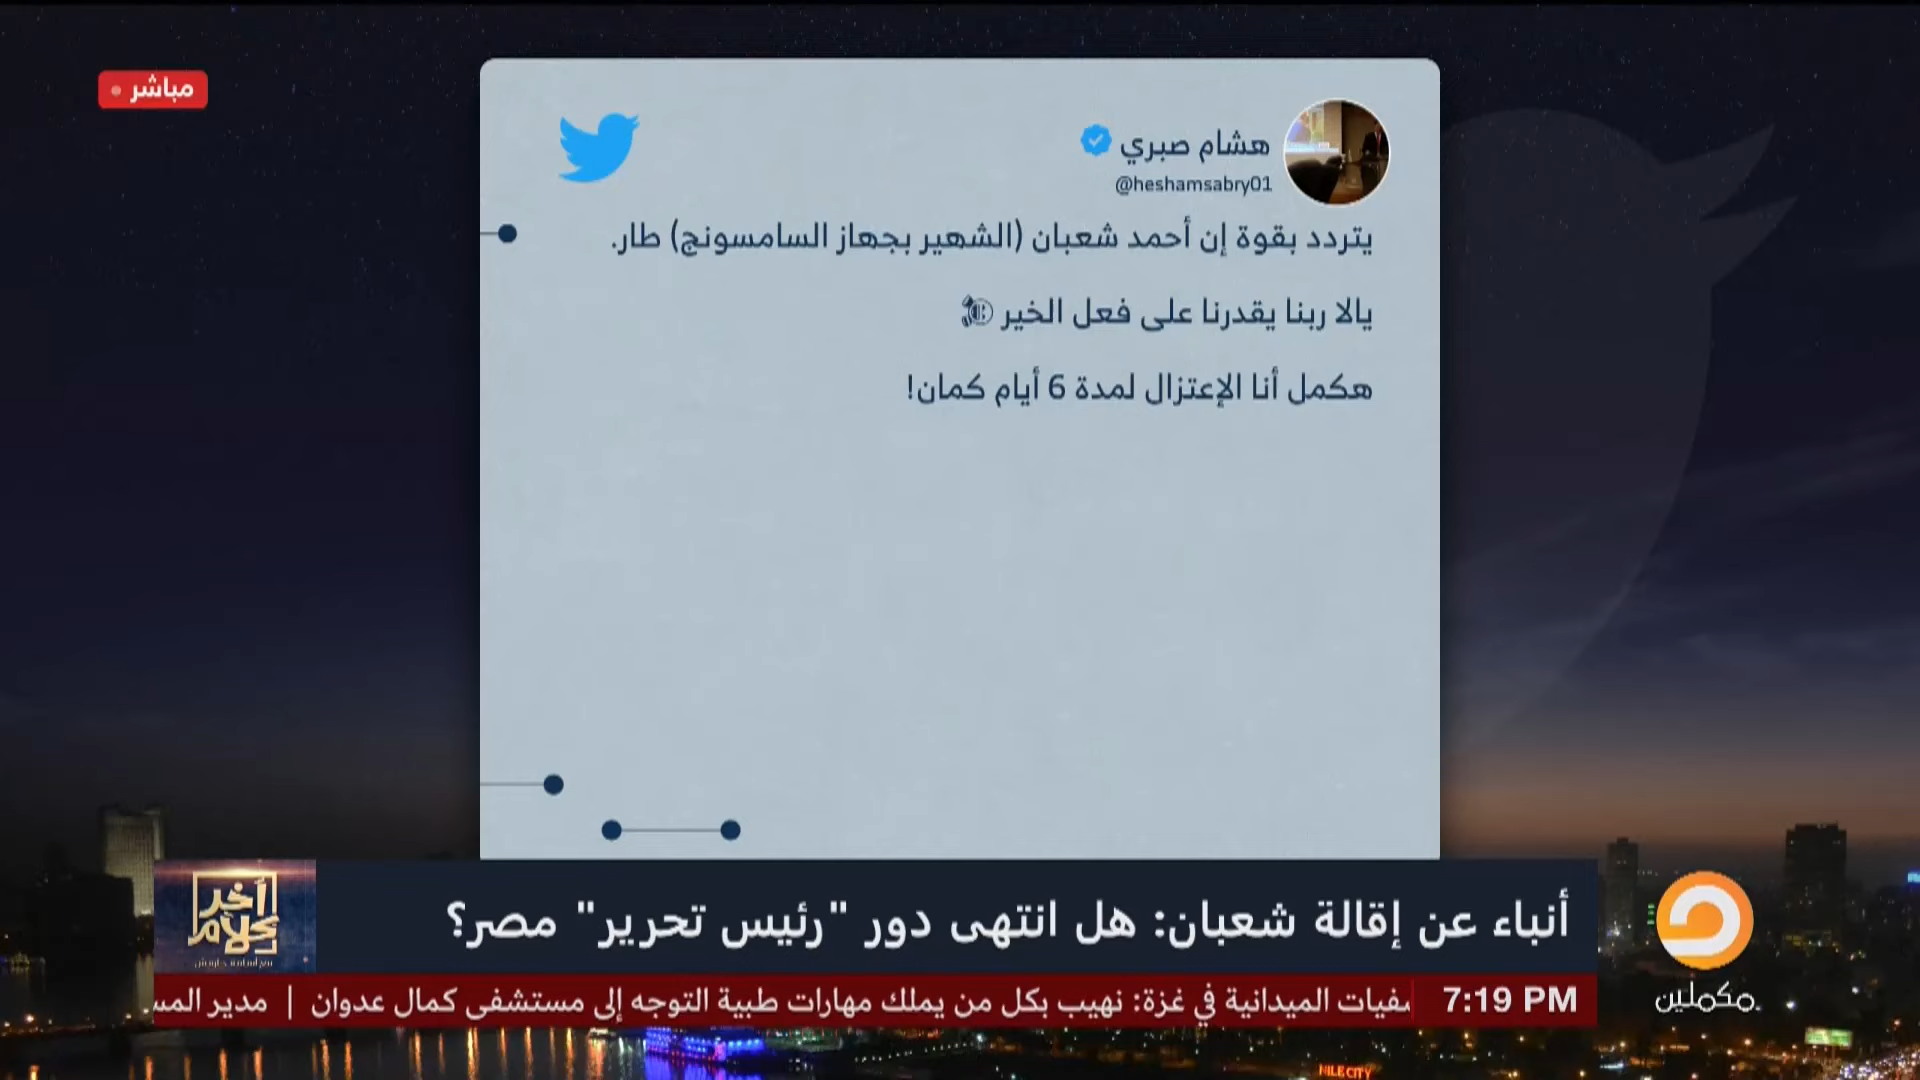 مباشر
هشام صبري
@heshamsabry01
يتردد بقوة إن أحمد شعبان (الشهير بجهاز السامسونج) طار.
يالا ربنا يقدرنا على فعل الخير
هكمل أنا الإعتزال لمدة 6 أيام كمان!
أنباء عن إقالة شعبان: هل انتهى دور "رئيس تحرير" مصر؟
آخر
كلام
7:19 PM
الميدانية في غزة: نهيب بكل من يملك مهارات طبية التوجه إلى مستشفى كمال عدوان | مدير
مكملين
NILE CITY